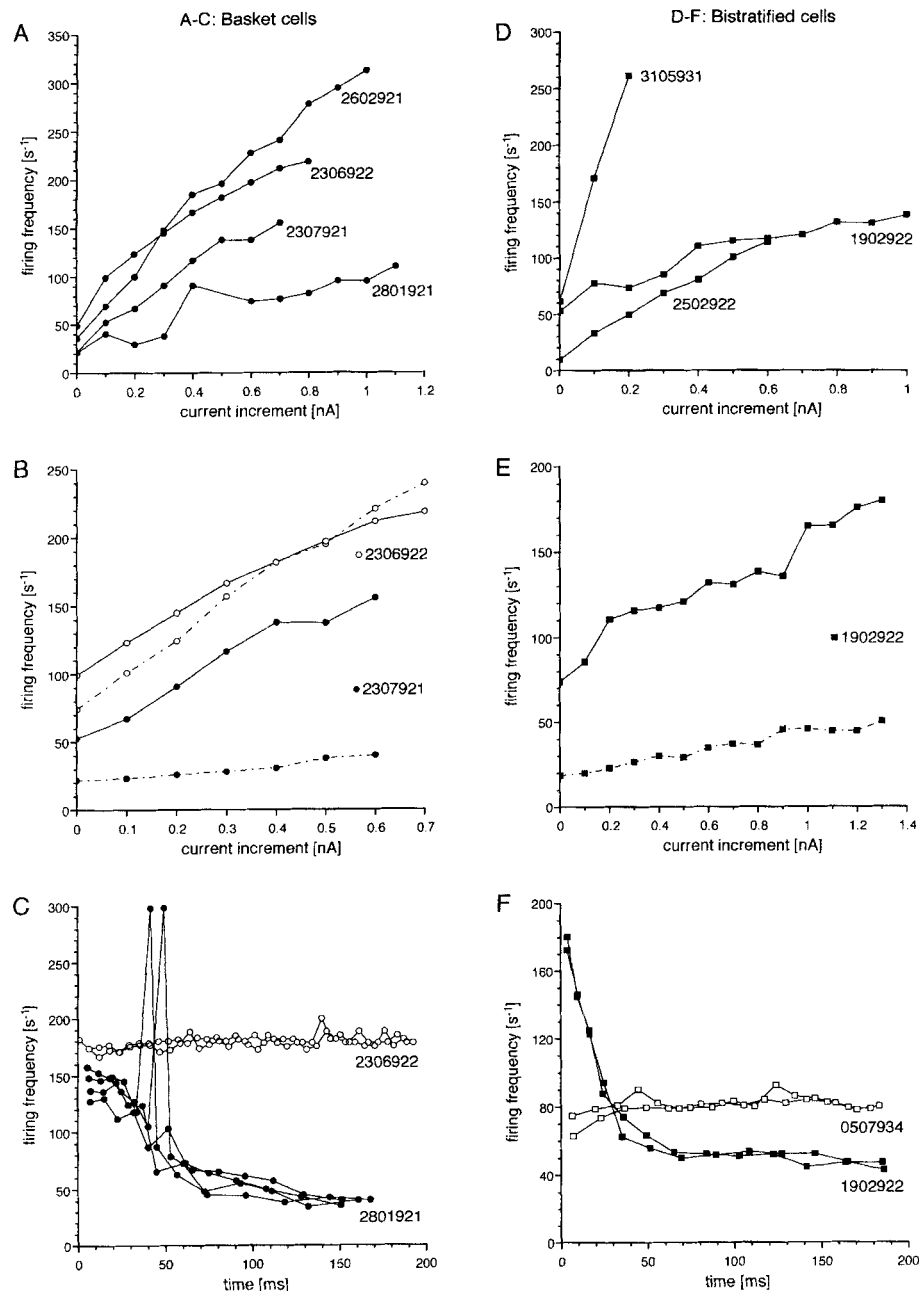 A-C: Basket cells
D-F: Bistratified cells
A
350
300
250
200
150
100
50
0
firing frequency [s⁻¹]
2602921
2306922
2307921
2801921
0 0.2 0.4 0.6 0.8 1 1.2
current increment [nA]
D
300
250
200
150
100
50
0
firing frequency [s⁻¹]
3105931
1902922
2502922
0 0.2 0.4 0.6 0.8 1
current increment [nA]
B
250
200
150
100
50
0
firing frequency [s⁻¹]
2306922
2307921
0 0.1 0.2 0.3 0.4 0.5 0.6 0.7
current increment [nA]
E
200
150
100
50
0
firing frequency [s⁻¹]
1902922
0 0.2 0.4 0.6 0.8 1 1.2 1.4
current increment [nA]
C
300
250
200
150
100
50
0
firing frequency [s⁻¹]
2306922
2801921
0 50 100 150 200
time [ms]
F
200
160
120
80
40
0
firing frequency [s⁻¹]
0507934
1902922
0 50 100 150 200
time [ms]